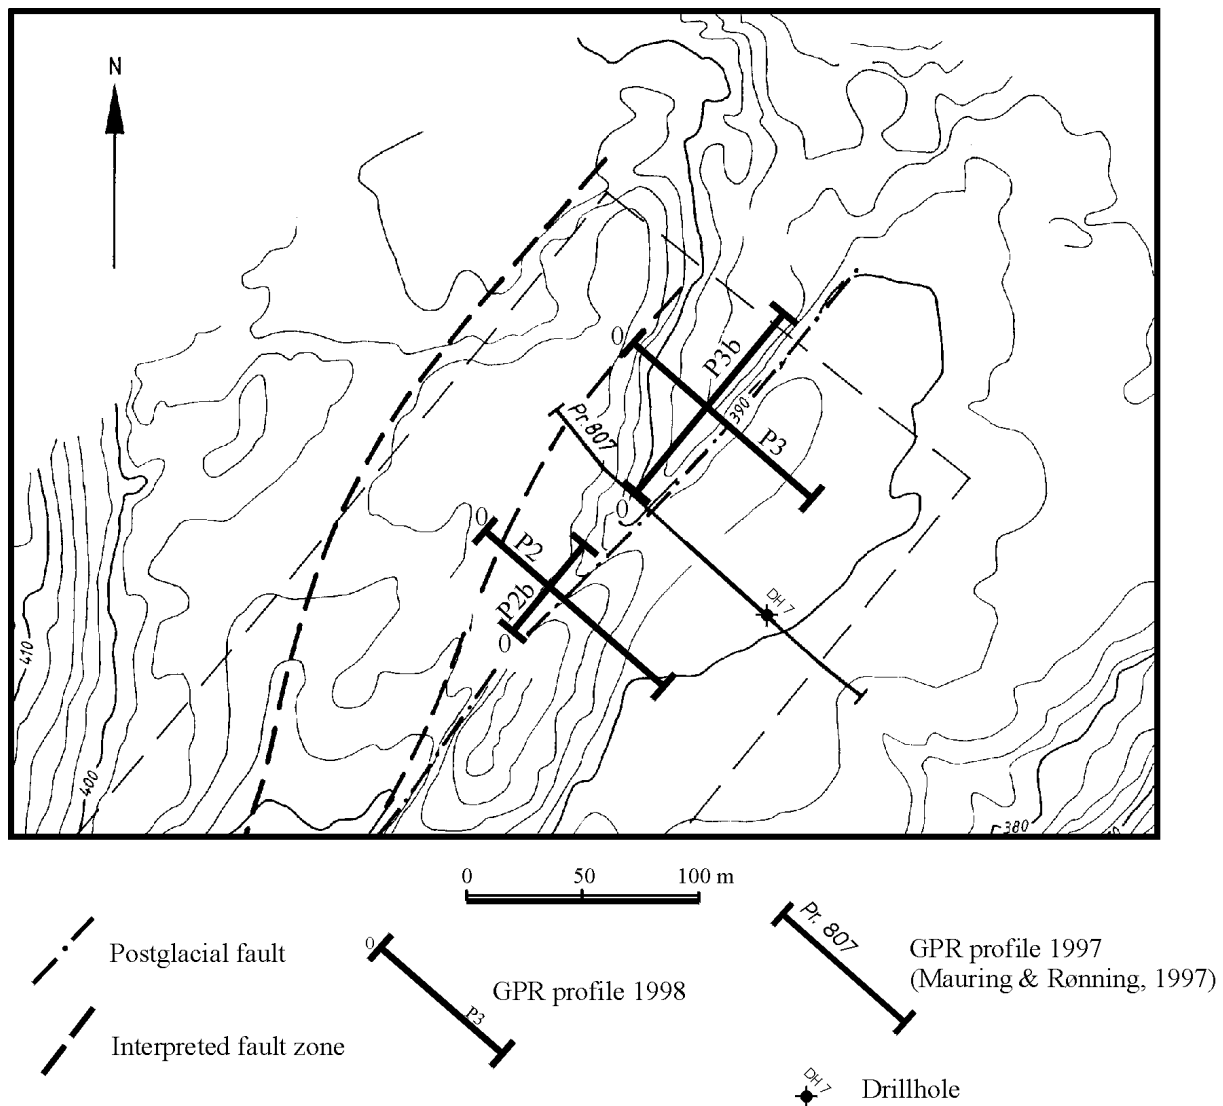 N
0
P3b
390
P3
Pr.807
0
0
P2
P2b
0
DH 7
410
400
380
0 50 100 m
Postglacial fault
Interpreted fault zone
0
P3
GPR profile 1998
Pr. 807
GPR profile 1997
(Mauring & Rønning, 1997)
DH 7
Drillhole